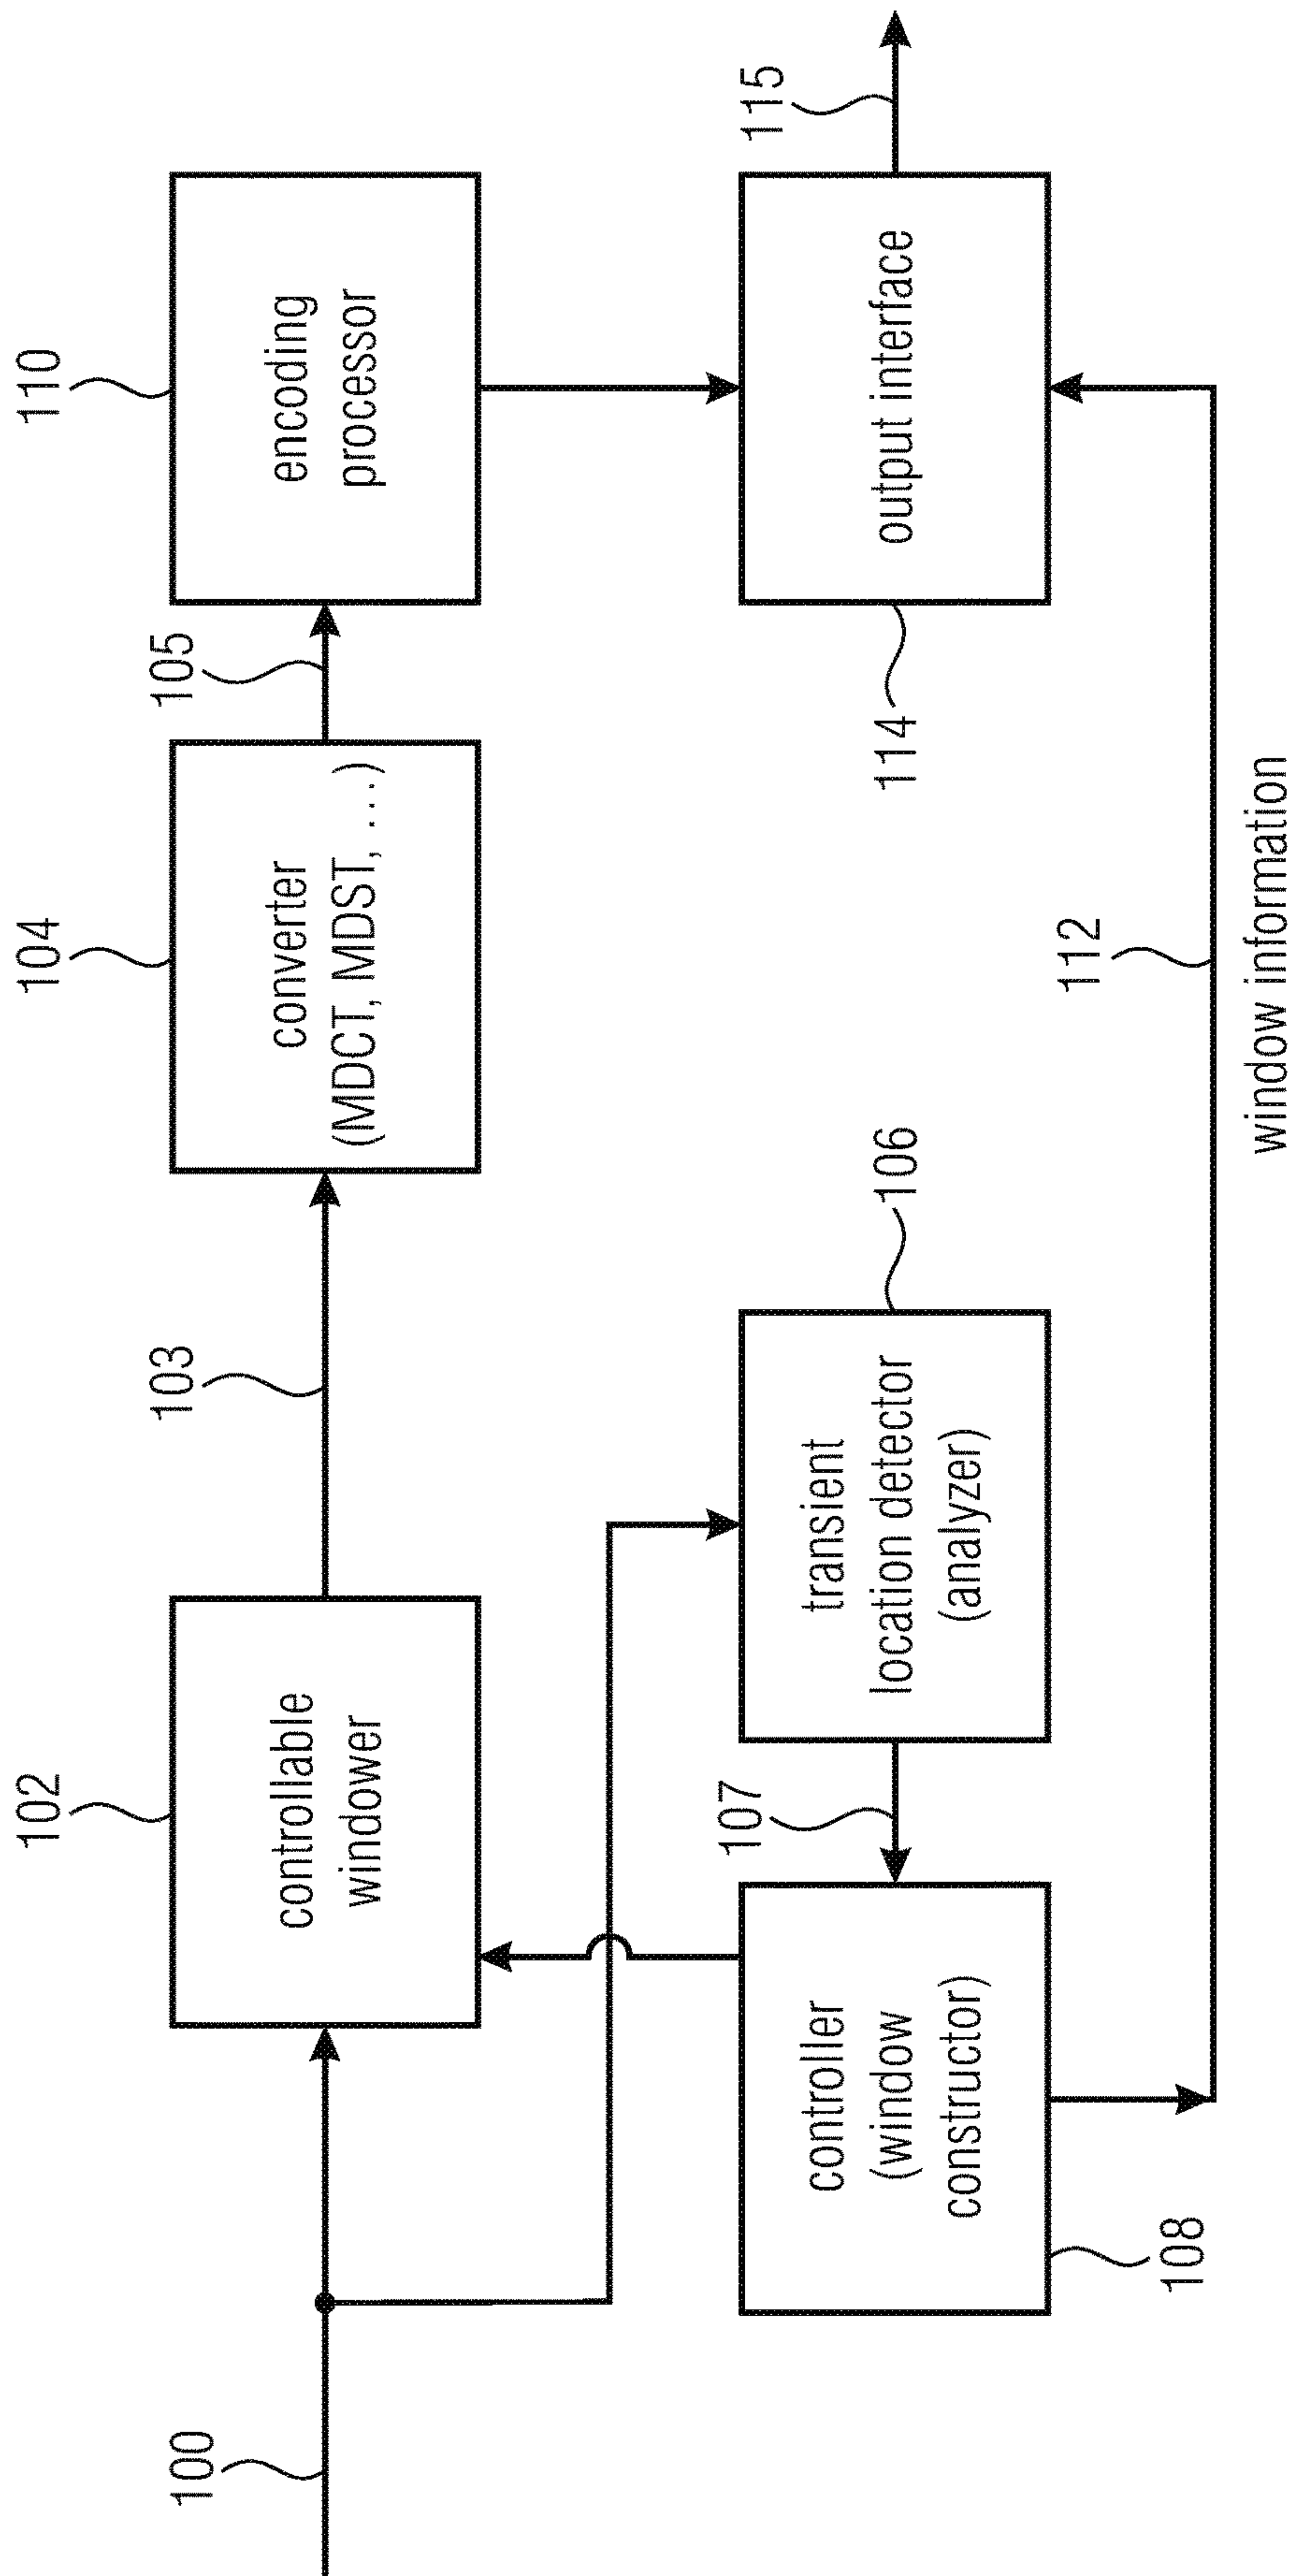 100
102
controllable
windower
103
104
converter
(MDCT, MDST, ...)
105
110
encoding
processor
108
controller
(window
constructor)
107
transient
location detector
(analyzer)
106
114
output interface
115
112
window information